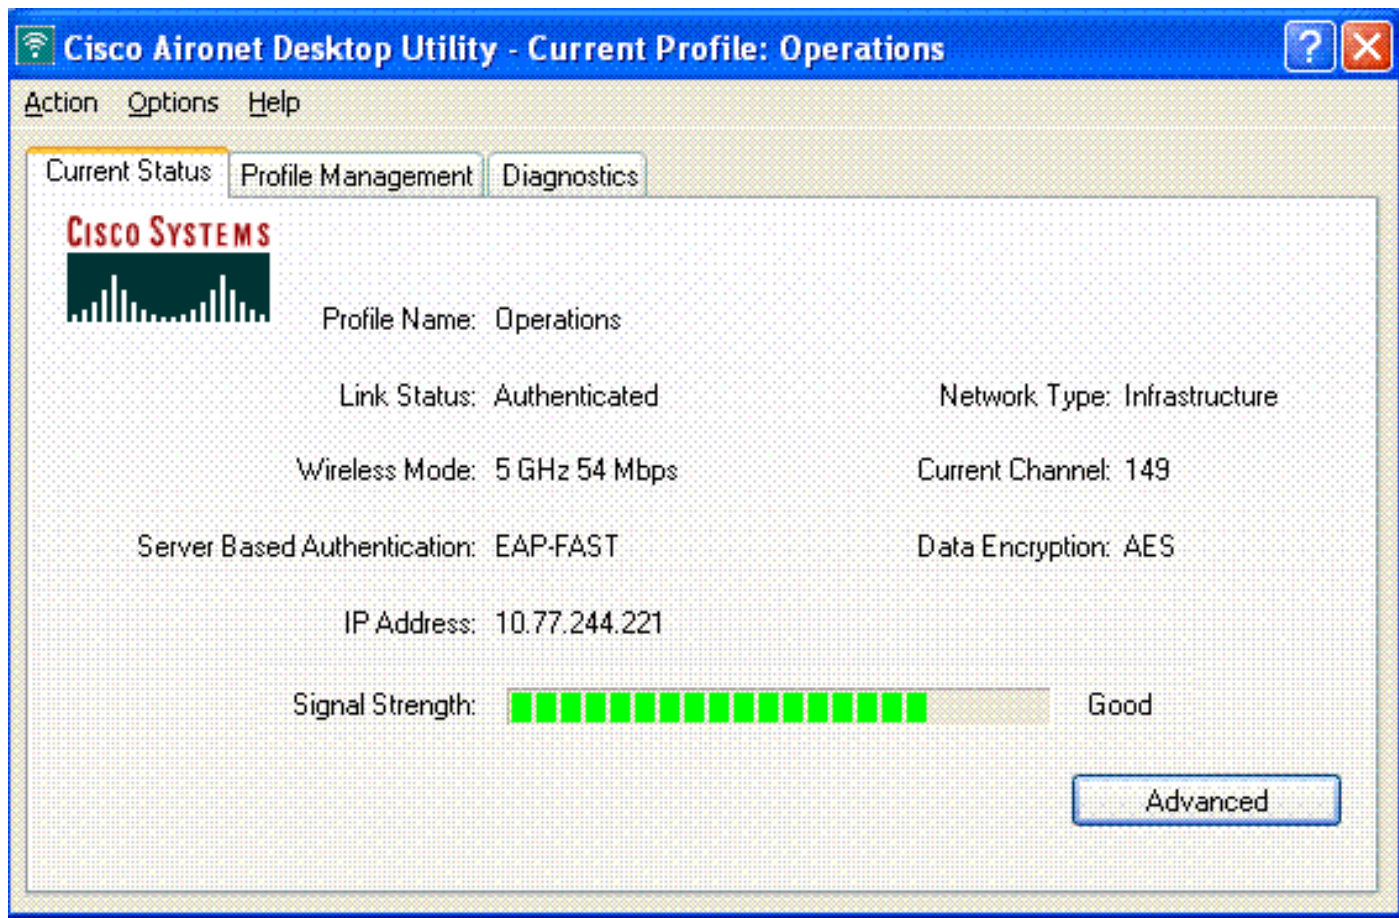 Cisco Aironet Desktop Utility - Current Profile: Operations
Action Options Help
Current Status Profile Management Diagnostics
CISCO SYSTEMS
Profile Name: Operations
Link Status: Authenticated Network Type: Infrastructure
Wireless Mode: 5 GHz 54 Mbps Current Channel: 149
Server Based Authentication: EAP-FAST Data Encryption: AES
IP Address: 10.77.244.221
Signal Strength: Good
Advanced